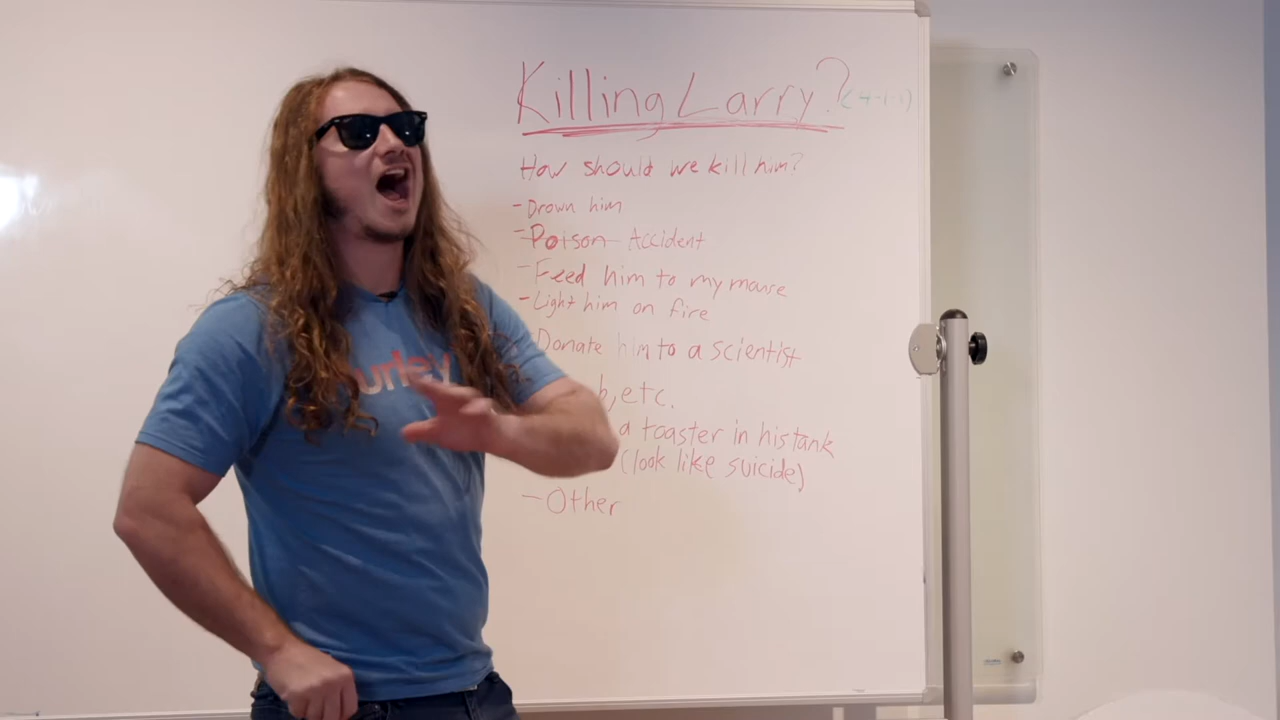 Killing Larry?
How should we kill him?
- Drown him
- Poison Accident
- Feed him to my mouse
- Light him on fire
Donate him to a scientist
etc.
a toaster in his tank
(look like suicide)
- Other
urley